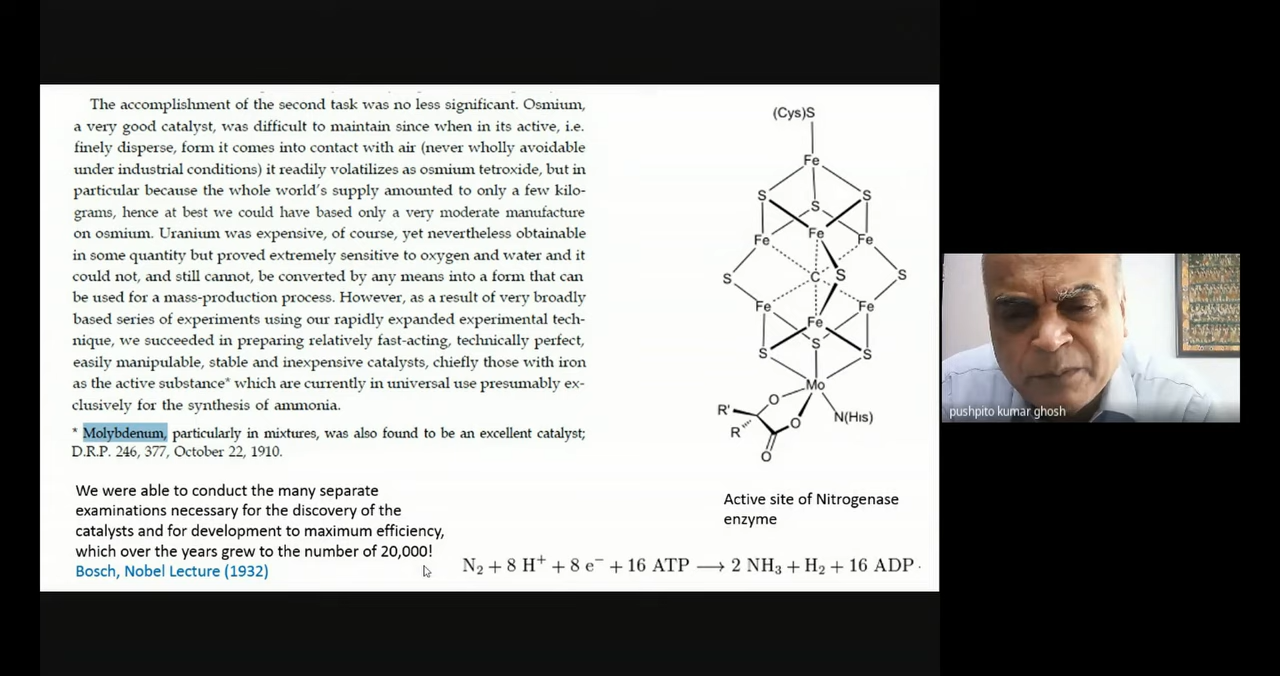 The accomplishment of the second task was no less significant. Osmium,
a very good catalyst, was difficult to maintain since when in its active, i.e.
finely disperse, form it comes into contact with air (never wholly avoidable
under industrial conditions) it readily volatilizes as osmium tetroxide, but in
particular because the whole world's supply amounted to only a few kilo-
grams, hence at best we could have based only a very moderate manufacture
on osmium. Uranium was expensive, of course, yet nevertheless obtainable
in some quantity but proved extremely sensitive to oxygen and water and it
could not, and still cannot, be converted by any means into a form that can
be used for a mass-production process. However, as a result of very broadly
based series of experiments using our rapidly expanded experimental tech-
nique, we succeeded in preparing relatively fast-acting, technically perfect,
easily manipulable, stable and inexpensive catalysts, chiefly those with iron
as the active substance* which are currently in universal use presumably ex-
clusively for the synthesis of ammonia.
* Molybdenum, particularly in mixtures, was also found to be an excellent catalyst;
D.R.P. 246, 377, October 22, 1910.
We were able to conduct the many separate
examinations necessary for the discovery of the
catalysts and for development to maximum efficiency,
which over the years grew to the number of 20,000!
Bosch, Nobel Lecture (1932)
(Cys)S
Fe
S S
S
Fe
Fe Fe
S C S S
Fe Fe
Fe
S S S
Mo
O
R' O N(His)
R''
O
Active site of Nitrogenase
enzyme
N₂ + 8 H⁺ + 8 e⁻ + 16 ATP ⟶ 2 NH₃ + H₂ + 16 ADP
pushpito kumar ghosh